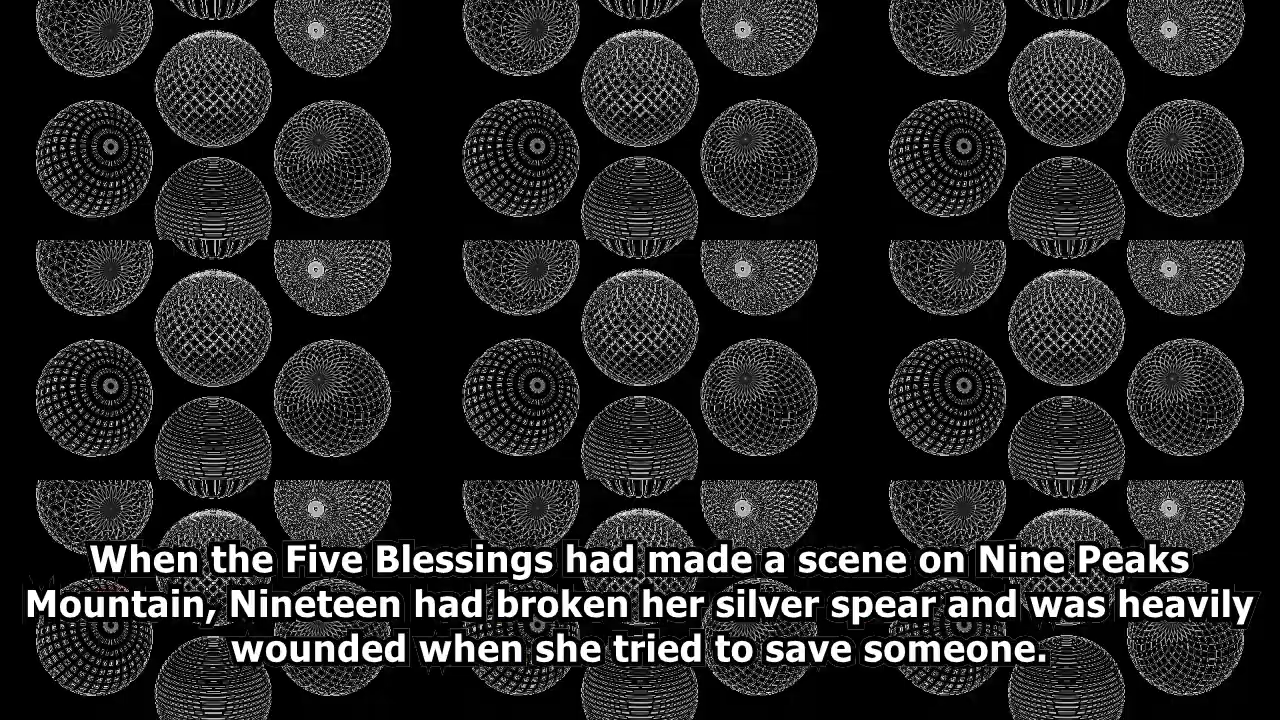 When the Five Blessings had made a scene on Nine Peaks
Mountain, Nineteen had broken her silver spear and was heavily
wounded when she tried to save someone.